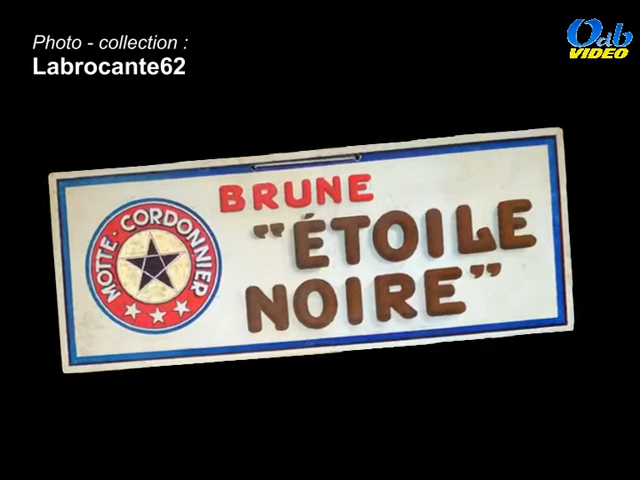 Photo - collection :
Labrocante62
Odb
VIDEO
BRUNE
"ÉTOILE
NOIRE"
MOTTE · CORDONNIER